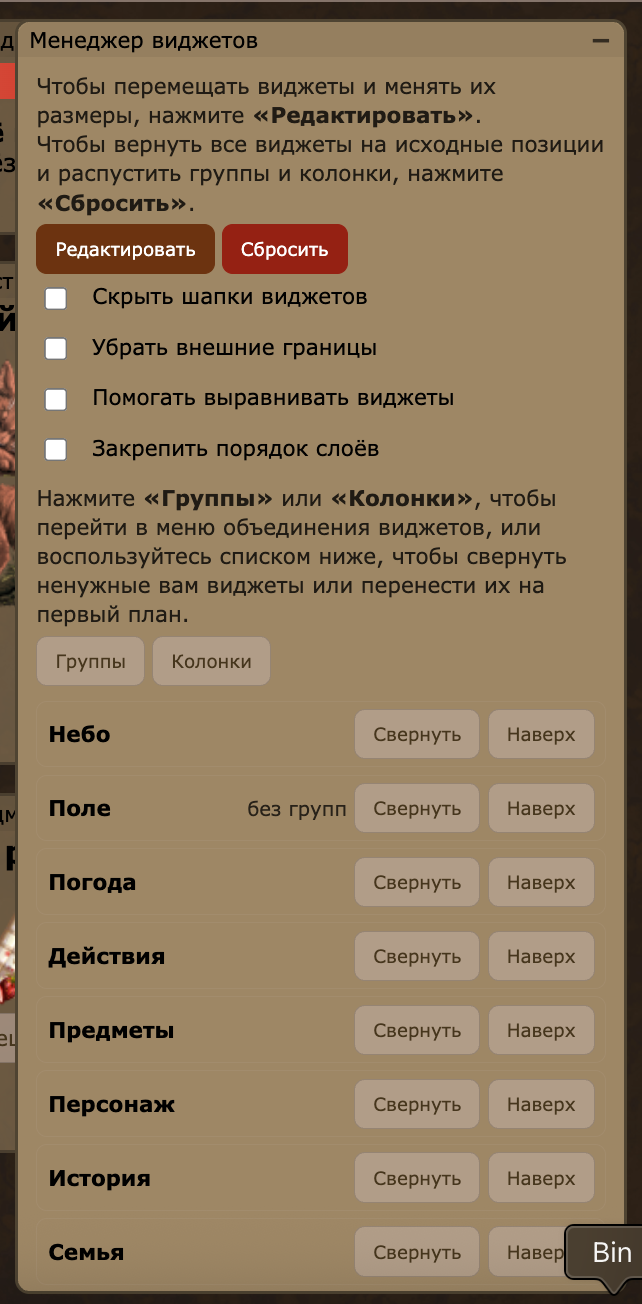 Менеджер виджетов
Чтобы перемещать виджеты и менять их
размеры, нажмите «Редактировать».
Чтобы вернуть все виджеты на исходные позиции
и распустить группы и колонки, нажмите
«Сбросить».
Редактировать Сбросить
Скрыть шапки виджетов
Убрать внешние границы
Помогать выравнивать виджеты
Закрепить порядок слоёв
Нажмите «Группы» или «Колонки», чтобы
перейти в меню объединения виджетов, или
воспользуйтесь списком ниже, чтобы свернуть
ненужные вам виджеты или перенести их на
первый план.
Группы Колонки
Небо Свернуть Наверх
Поле без групп Свернуть Наверх
Погода Свернуть Наверх
Действия Свернуть Наверх
Предметы Свернуть Наверх
Персонаж Свернуть Наверх
История Свернуть Наверх
Семья Свернуть Навер
Bin